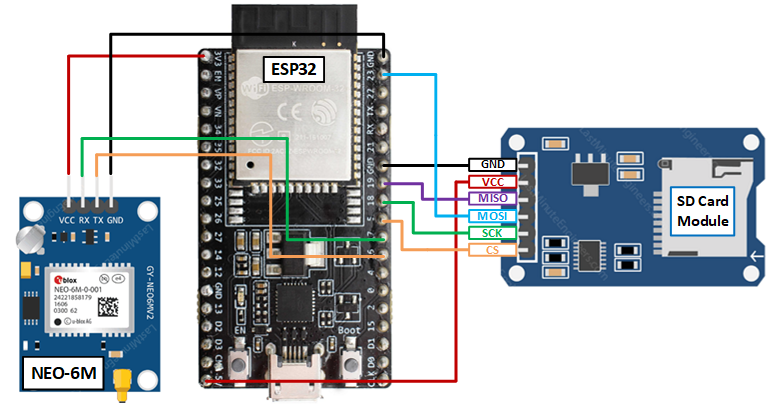 ESP32
WiFi ESP-WROOM-32
CE
3V3
EN
VP
VN
34
35
32
33
25
26
27
14
12
GND
13
D2
D3
CMD
5V
GND
23
22
TX
RX
21
GND
19
18
5
17
16
4
0
2
15
D1
D0
CLK
EN
Boot
VCC RX TX GND
GY-NEO6MV2
ublox
NEO-6M-0-001
24221858179
1606
0300 62
u-blox AG
NEO-6M
GND
VCC
MISO
MOSI
SCK
CS
SD Card
Module